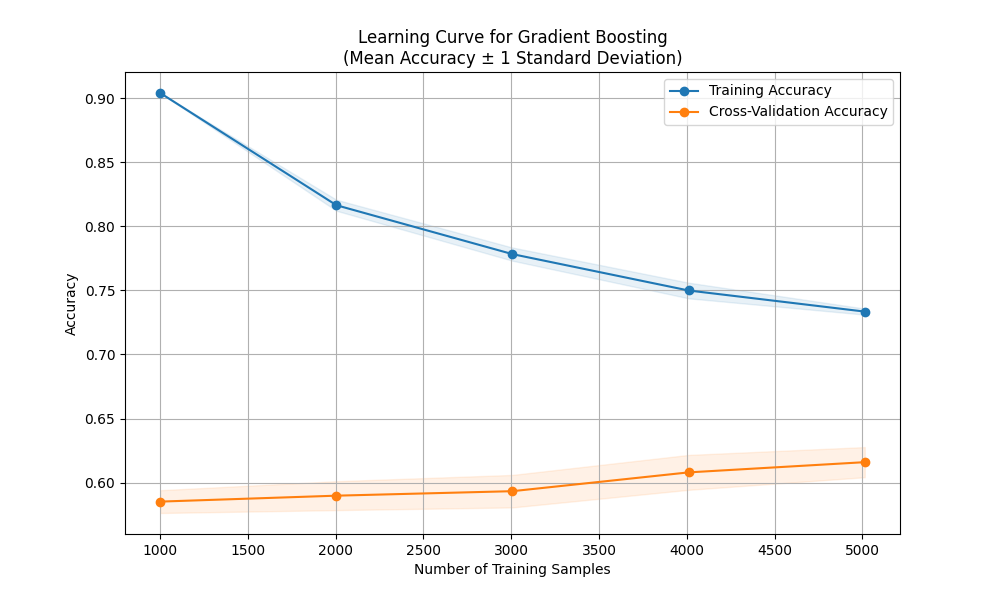 Learning Curve for Gradient Boosting
(Mean Accuracy ± 1 Standard Deviation)
Training Accuracy
Cross-Validation Accuracy
Accuracy
0.90
0.85
0.80
0.75
0.70
0.65
0.60
1000 1500 2000 2500 3000 3500 4000 4500 5000
Number of Training Samples